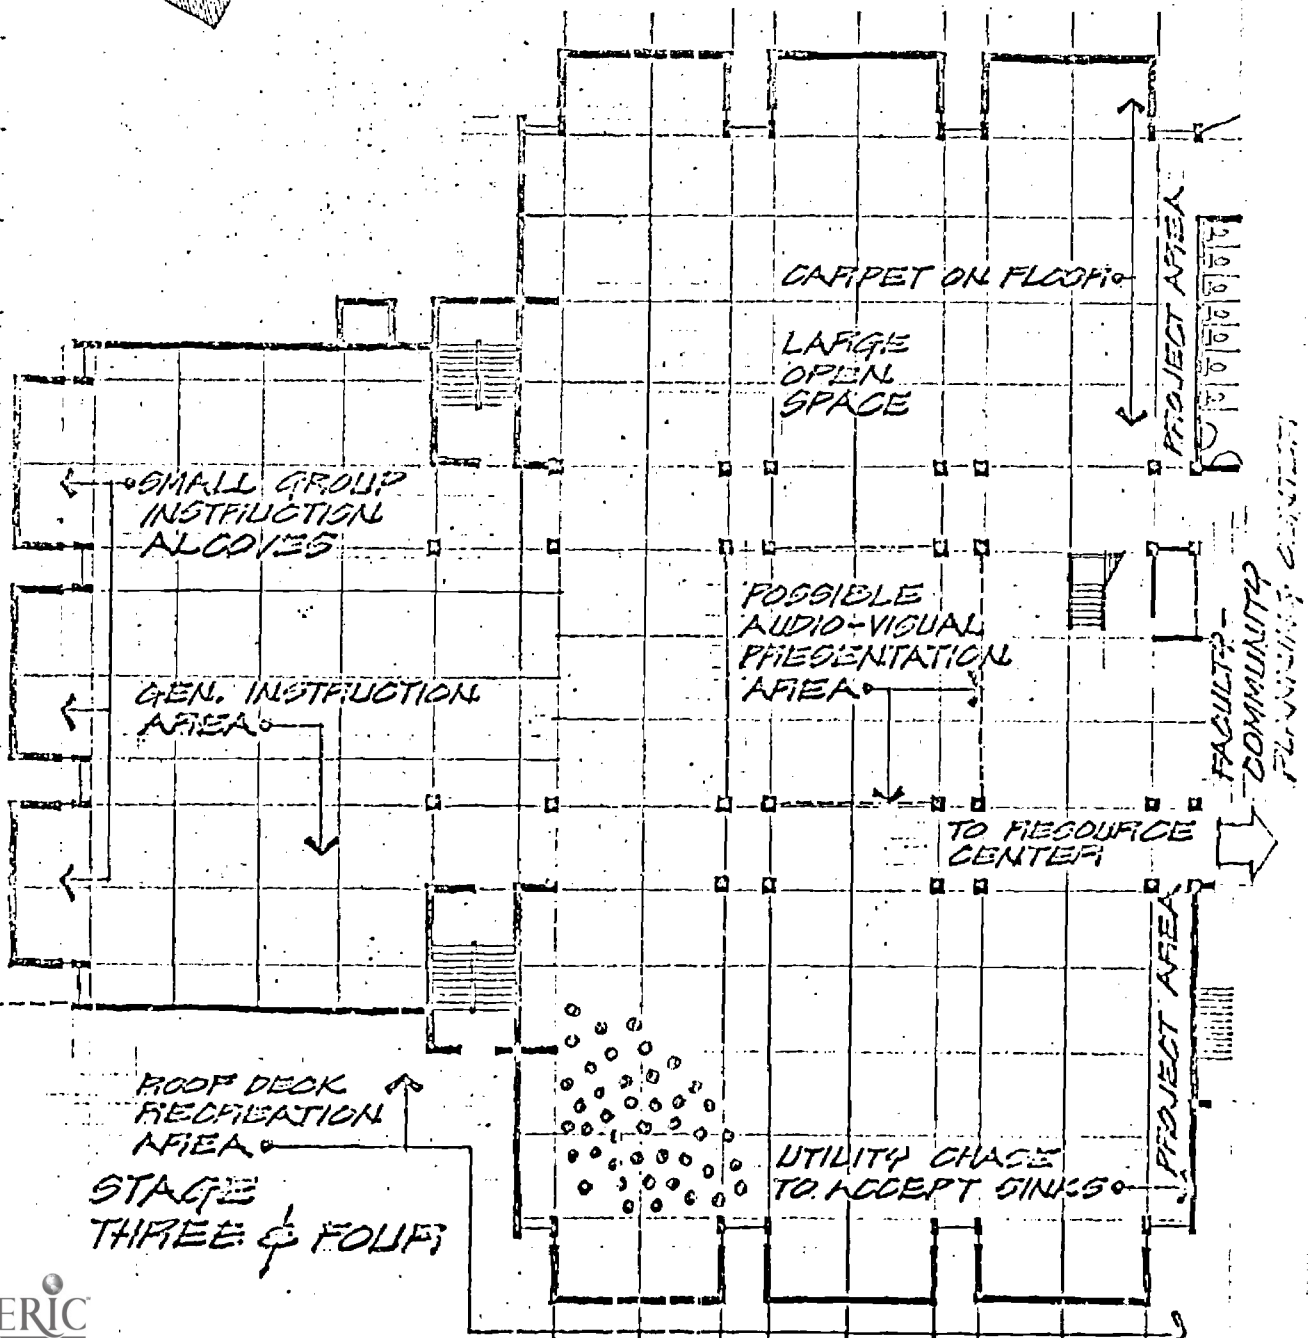 CARPET ON FLOOR
PROJECT AREA
LARGE
OPEN
SPACE
SMALL GROUP
INSTRUCTION
ALCOVES
POSSIBLE
AUDIO-VISUAL
PRESENTATION
AREA
GEN. INSTRUCTION
AREA
FACULTY-
COMMUNITY
PLANNING CENTER
TO RESOURCE
CENTER
PROJECT AREA
ROOF DECK
RECREATION
AREA
UTILITY CHASE
TO ACCEPT SINKS
STAGE
THREE & FOUR
ERIC